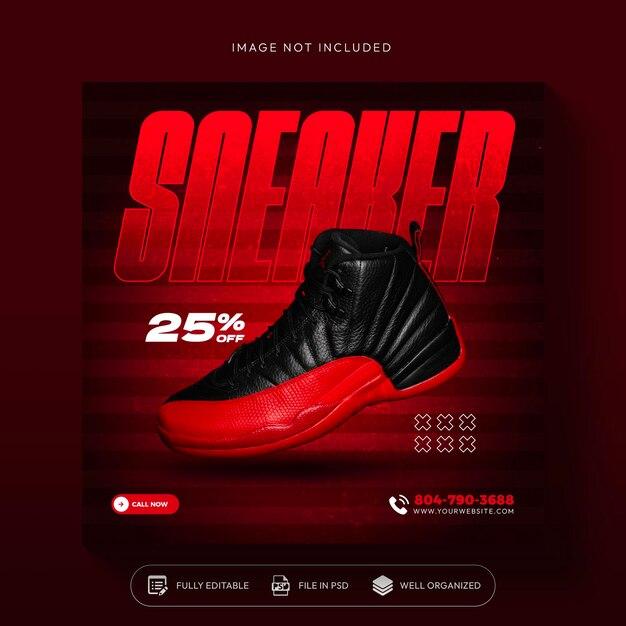 IMAGE NOT INCLUDED
SNEAKER
25% OFF
CALL NOW
804-790-3688
WWW.YOURWEBSITE.COM
FULLY EDITABLE
FILE IN PSD
WELL ORGANIZED